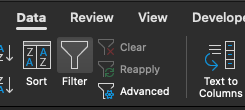 Data Review View Develope
Clear
Reapply
Advanced
Sort Filter
Text to
Columns